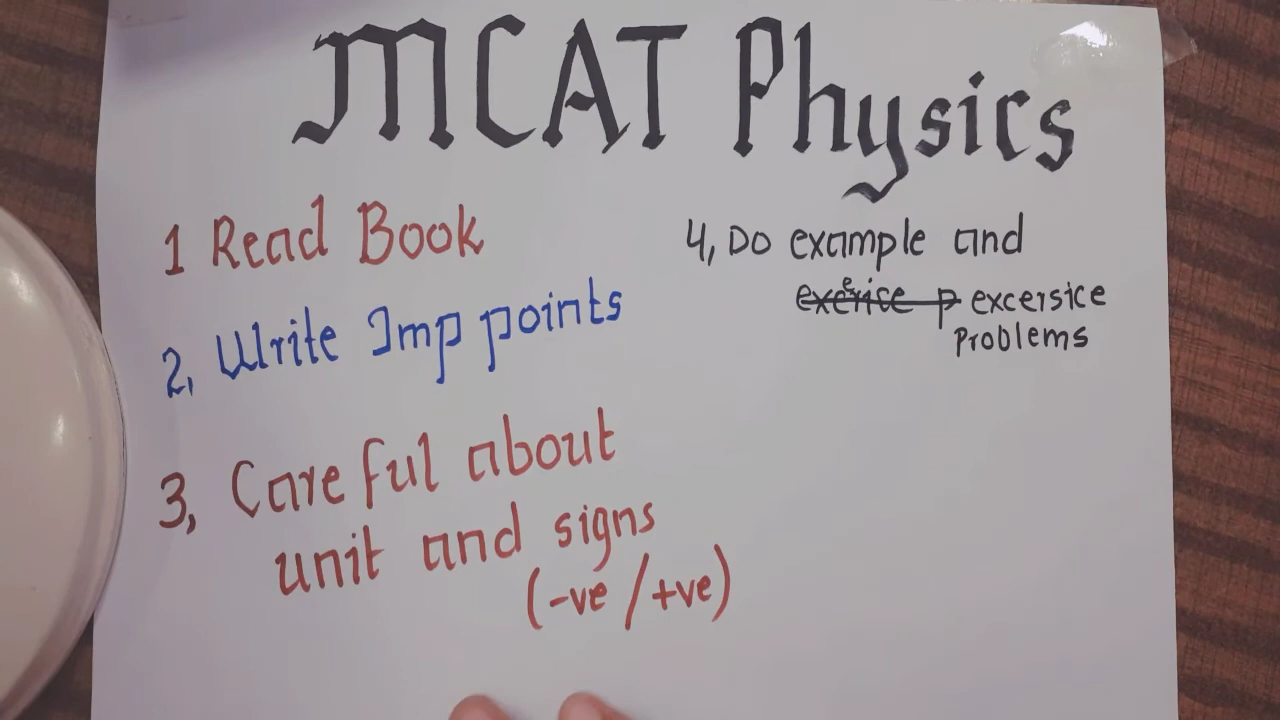 MCAT Physics
1 Read Book
2, Write Imp points
3, Careful about
unit and signs
(-ve / +ve)
4, Do example and
exerice p excersice
problems